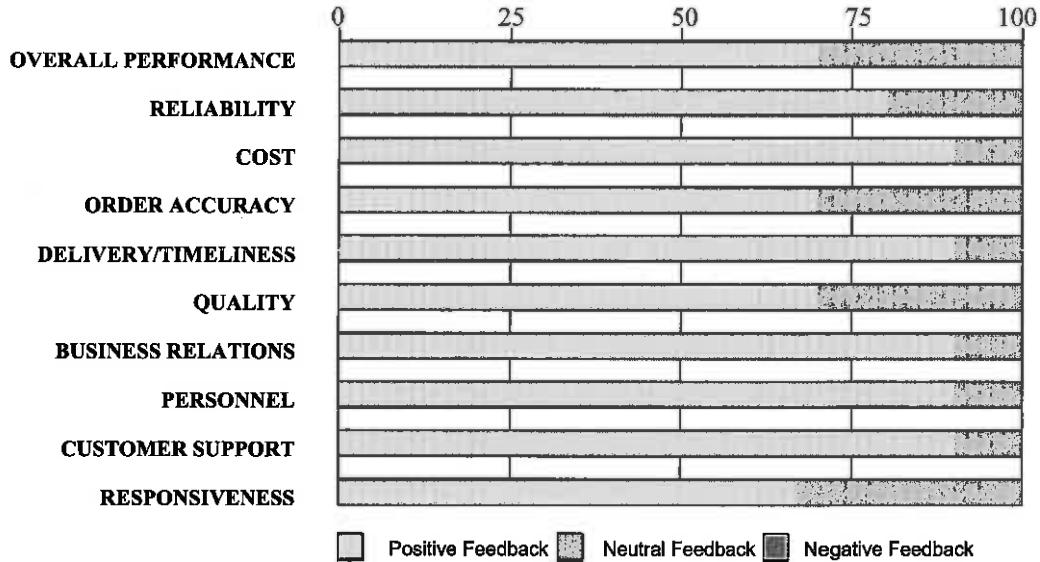 0 25 50 75 100
OVERALL PERFORMANCE
RELIABILITY
COST
ORDER ACCURACY
DELIVERY/TIMELINESS
QUALITY
BUSINESS RELATIONS
PERSONNEL
CUSTOMER SUPPORT
RESPONSIVENESS
Positive Feedback Neutral Feedback Negative Feedback